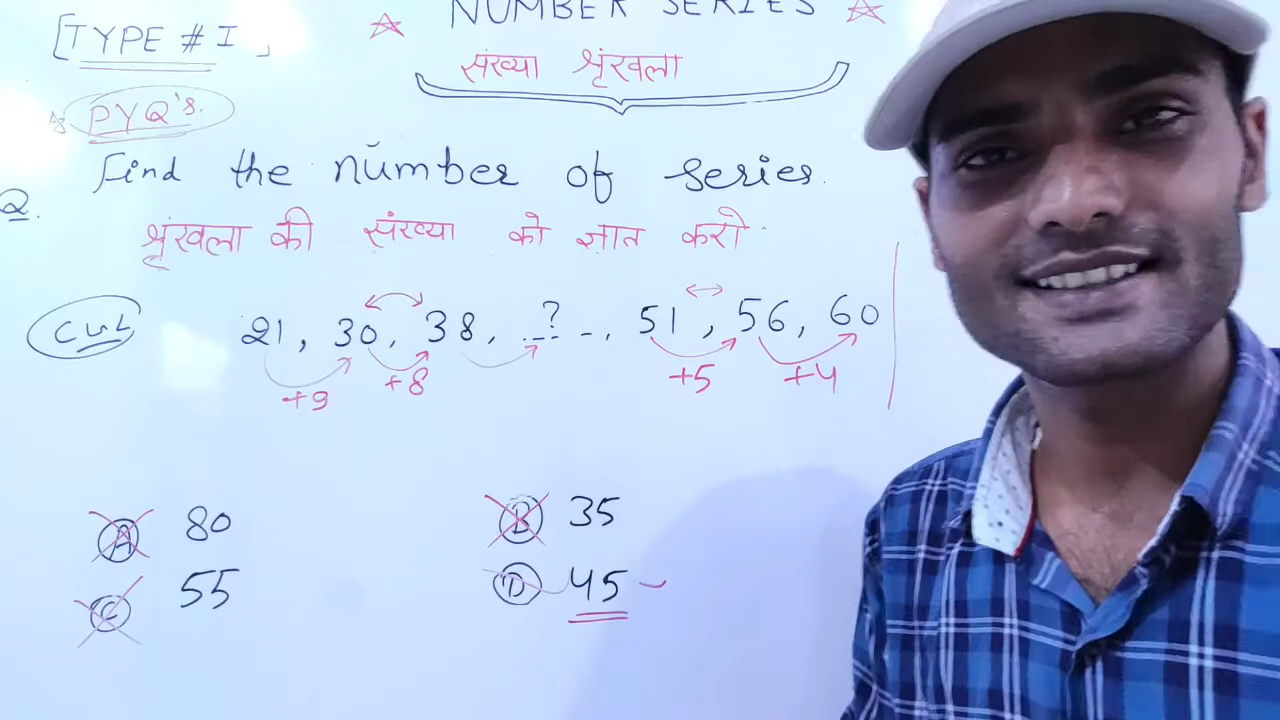 NUMBER SERIES
[TYPE # I
संख्या श्रृंखला
PYQ's.
Find the number of series.
Q.
श्रृंखला की संख्या को ज्ञात करो
21, 30, 38, ?, 51, 56, 60
+9 +8 +5 +4
A 80 B 35
C 55 D 45